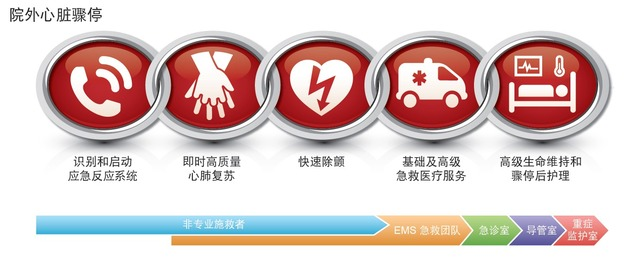 院外心脏骤停
识别和启动
应急反应系统
即时高质量
心肺复苏
快速除颤
基础及高级
急救医疗服务
高级生命维持和
骤停后护理
非专业施救者
EMS 急救团队
急诊室
导管室
重症
监护室